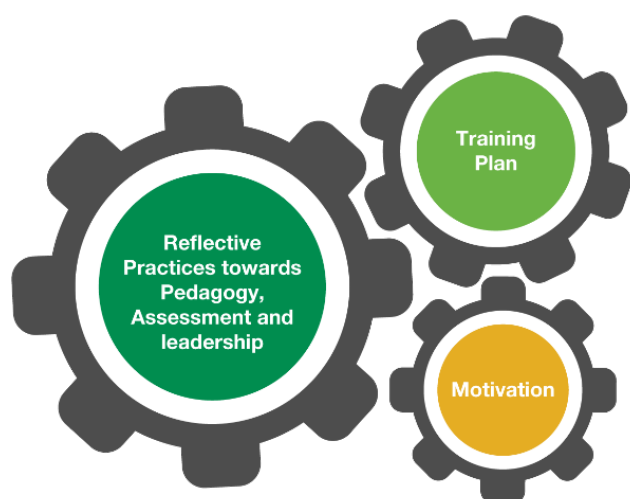 Reflective
Practices towards
Pedagogy,
Assessment and
leadership
Training
Plan
Motivation